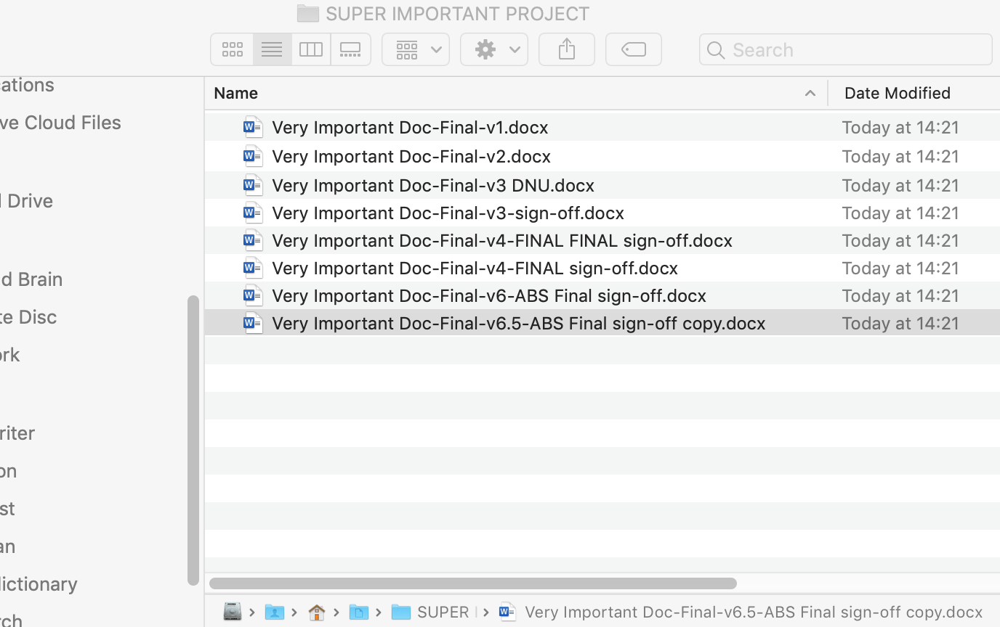 SUPER IMPORTANT PROJECT
Search
ations
ve Cloud Files
Drive
d Brain
te Disc
ork
riter
on
st
an
ictionary
rch
Name
Date Modified
Very Important Doc-Final-v1.docx Today at 14:21
Very Important Doc-Final-v2.docx Today at 14:21
Very Important Doc-Final-v3 DNU.docx Today at 14:21
Very Important Doc-Final-v3-sign-off.docx Today at 14:21
Very Important Doc-Final-v4-FINAL FINAL sign-off.docx Today at 14:21
Very Important Doc-Final-v4-FINAL sign-off.docx Today at 14:21
Very Important Doc-Final-v6-ABS Final sign-off.docx Today at 14:21
Very Important Doc-Final-v6.5-ABS Final sign-off copy.docx Today at 14:21
SUPER
Very Important Doc-Final-v6.5-ABS Final sign-off copy.docx